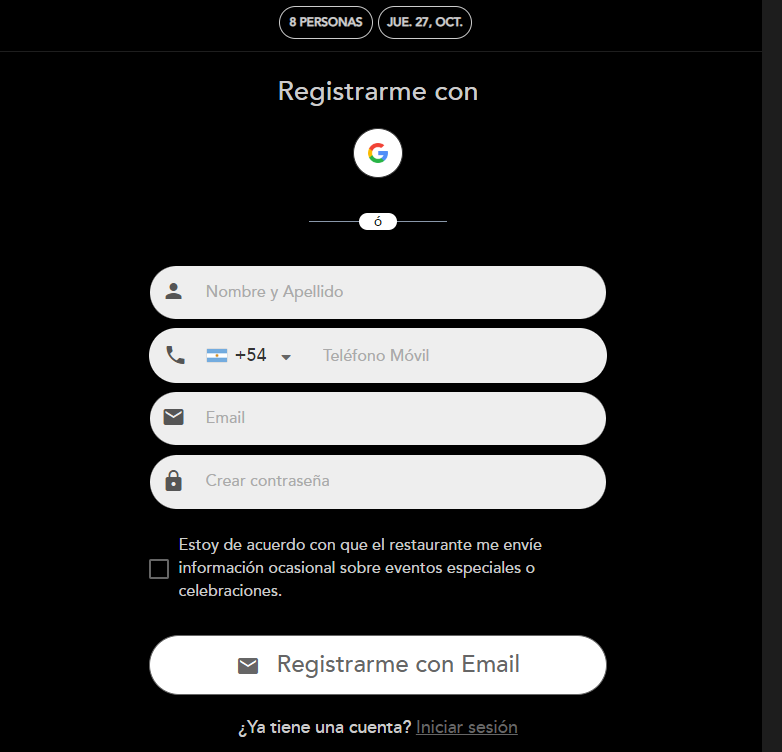 8 PERSONAS JUE. 27, OCT.
Registrarme con
ó
Nombre y Apellido
+54 Teléfono Móvil
Email
Crear contraseña
Estoy de acuerdo con que el restaurante me envíe
información ocasional sobre eventos especiales o
celebraciones.
Registrarme con Email
¿Ya tiene una cuenta? Iniciar sesión